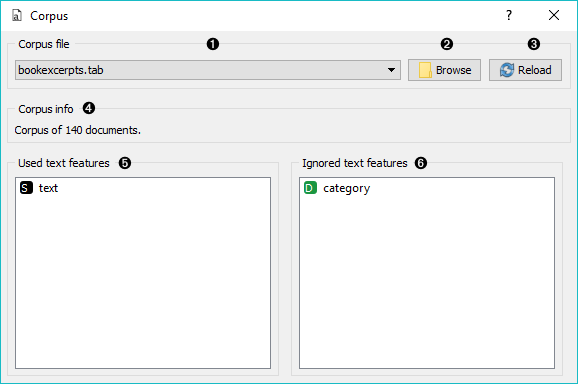 Corpus
?
Corpus file ❶ ❷ ❸
bookexcerpts.tab Browse Reload
Corpus info ❹
Corpus of 140 documents.
Used text features ❺ Ignored text features ❻
S text D category